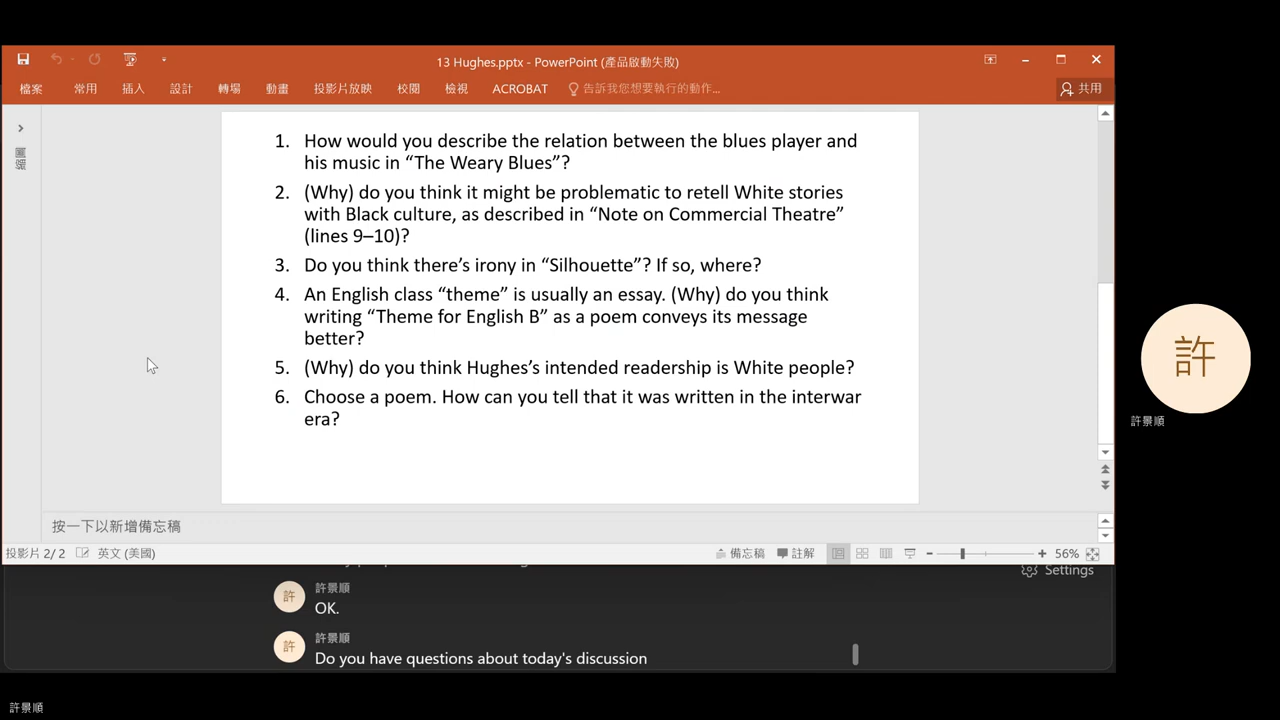 13 Hughes.pptx - PowerPoint (產品啟動失敗)
檔案 常用 插入 設計 轉場 動畫 投影片放映 校閱 檢視 ACROBAT 告訴我您想要執行的動作... 共用
1. How would you describe the relation between the blues player and
his music in “The Weary Blues”?
2. (Why) do you think it might be problematic to retell White stories
with Black culture, as described in “Note on Commercial Theatre”
(lines 9–10)?
3. Do you think there’s irony in “Silhouette”? If so, where?
4. An English class “theme” is usually an essay. (Why) do you think
writing “Theme for English B” as a poem conveys its message
better?
5. (Why) do you think Hughes’s intended readership is White people?
6. Choose a poem. How can you tell that it was written in the interwar
era?
許
許景順
按一下以新增備忘稿
投影片 2/2 英文 (美國) 備忘稿 註解 56%
Settings
許 許景順
OK.
許 許景順
Do you have questions about today's discussion
許景順